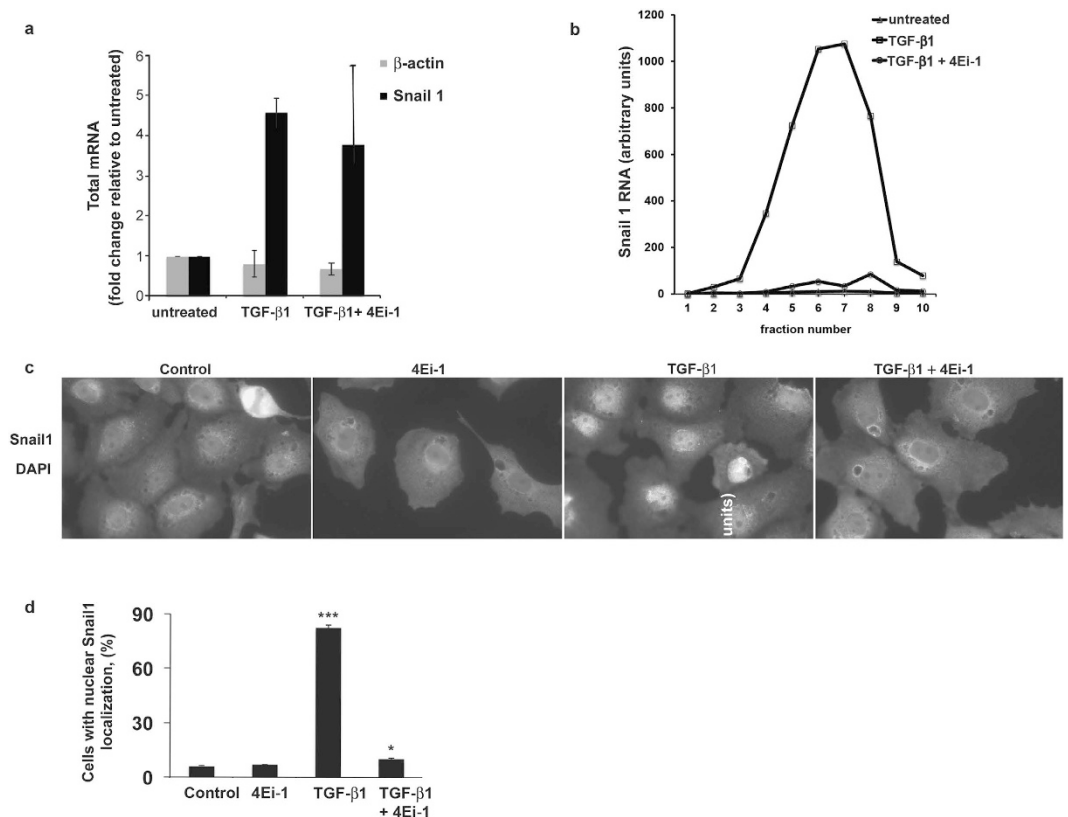 a
Total mRNA
(fold change relative to untreated)
6
5
4
3
2
1
0
β-actin
Snail 1
untreated
TGF-β1
TGF-β1+ 4Ei-1
b
Snail 1 RNA (arbitrary units)
1200
1000
800
600
400
200
0
untreated
TGF-β1
TGF-β1 + 4Ei-1
1 2 3 4 5 6 7 8 9 10
fraction number
c
Control
4Ei-1
TGF-β1
TGF-β1 + 4Ei-1
Snail1
DAPI
units)
d
Cells with nuclear Snail1
localization, (%)
90
60
30
0
***
*
Control
4Ei-1
TGF-β1
TGF-β1
+ 4Ei-1